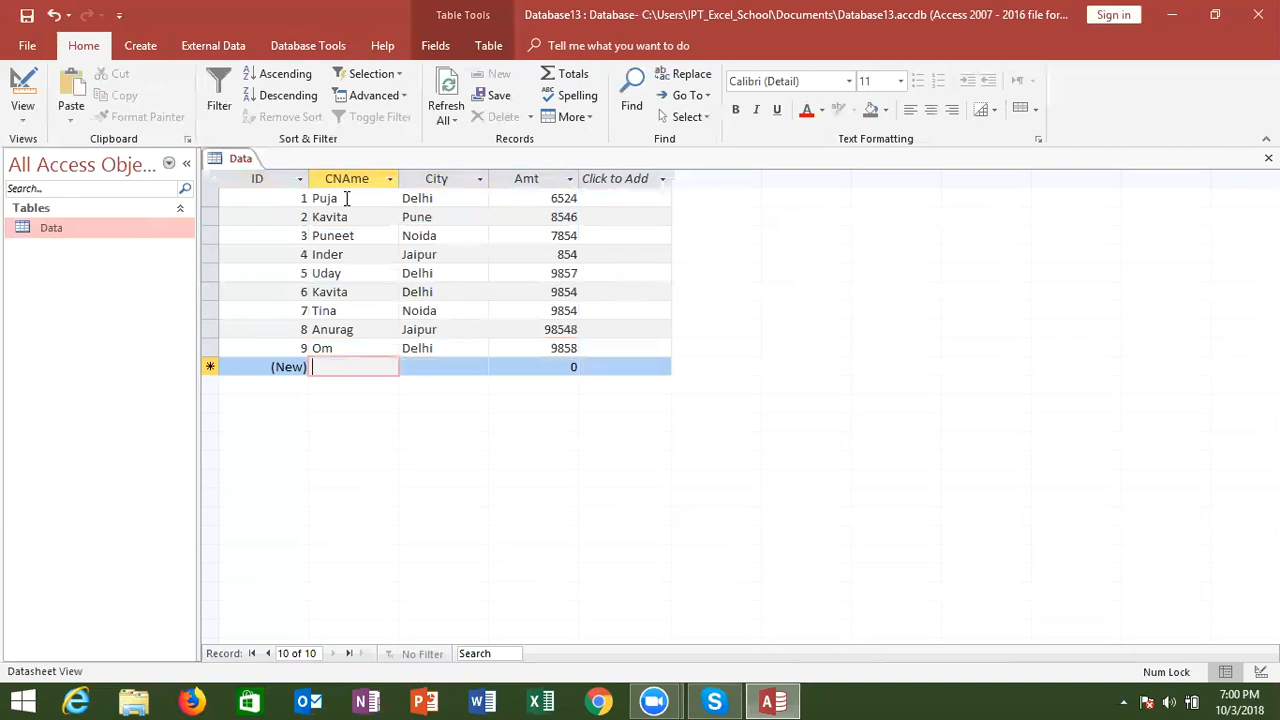 Database13 : Database- C:\Users\IPT_Excel_School\Documents\Database13.accdb (Access 2007 - 2016 file for...
Table Tools
Sign in
File Home Create External Data Database Tools Help Fields Table Tell me what you want to do
View
Views
Paste
Cut
Copy
Format Painter
Clipboard
Filter
Ascending
Descending
Remove Sort
Selection
Advanced
Toggle Filter
Sort & Filter
Refresh
All
New
Save
Delete
Totals
Spelling
More
Records
Find
Replace
Go To
Select
Find
Calibri (Detail) 11
B I U A
Text Formatting
All Access Obje...
Search...
Tables
Data
Data
ID CNAme City Amt Click to Add
1 Puja Delhi 6524
2 Kavita Pune 8546
3 Puneet Noida 7854
4 Inder Jaipur 854
5 Uday Delhi 9857
6 Kavita Delhi 9854
7 Tina Noida 9854
8 Anurag Jaipur 98548
9 Om Delhi 9858
(New) 0
Record: 10 of 10 No Filter Search
Datasheet View
Num Lock
7:00 PM
10/3/2018